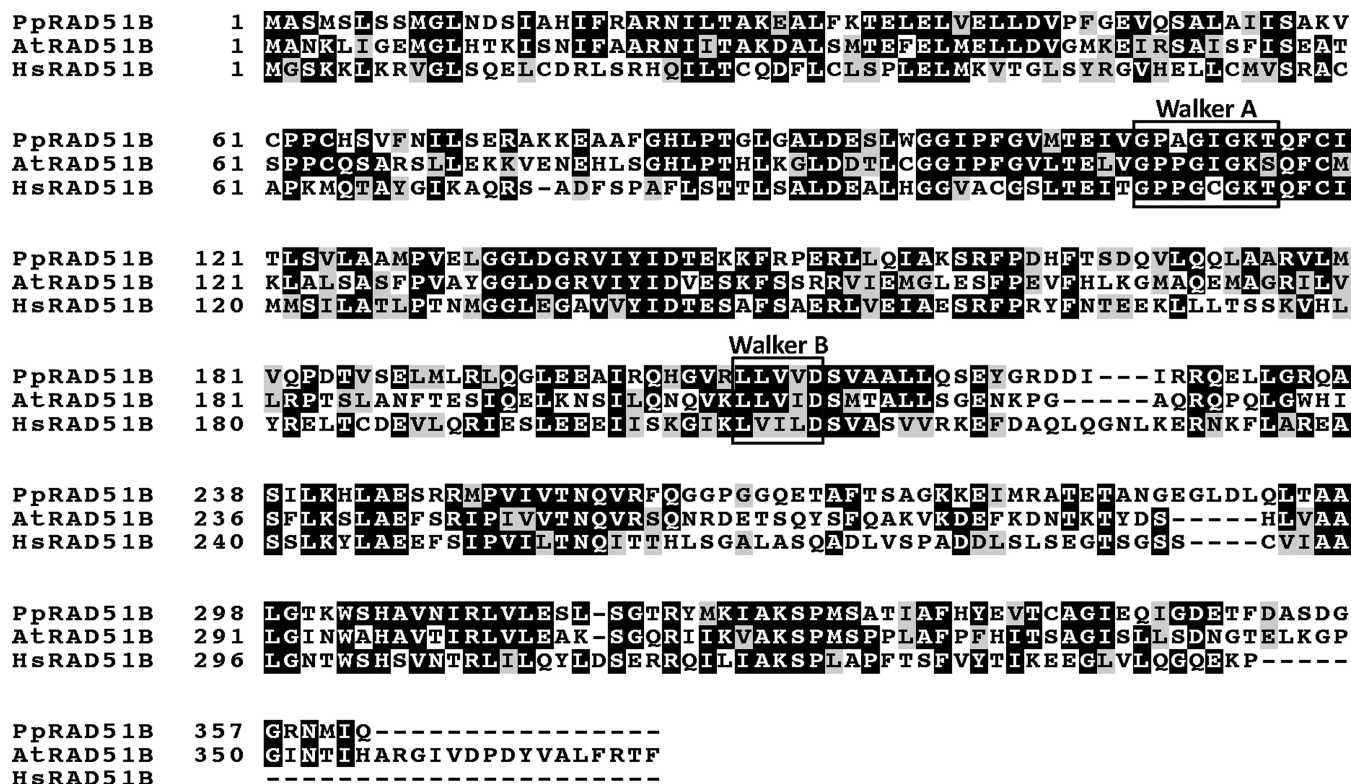 PpRAD51B 1 MASMSLSSMGLNDSIAHIFRARNILTAKEALFKTELELVELLDVPFGEVQSALAIISAKV
AtRAD51B 1 MANKLIGEMGLHTKISNIFAARNIITAKDALSMTEFELMELLDVGMKEIRSAISFISEAT
HsRAD51B 1 MGSKKLKRVGLSQELCDRLSRHQILTCQDFLCLSPLELMKVTGLSYRGVHELLCMVSRAC
Walker A
PpRAD51B 61 CPPCHSVFNILSERAKKEAAFGHLPTGLGALDESLWGGIPFGVMTEIVGPAGIGKTQFCI
AtRAD51B 61 SPPCQSARSLLEKKVENEHLSGHLPTHLKGLDDTLCGGIPFGVLTELVGPPGIGKSQFCM
HsRAD51B 61 APKMQTAYGIKAQRS-ADFSPAFLSTTLSALDEALHGGVACGSLTEITGPPGCGKTQFCI
PpRAD51B 121 TLSVLAAMPVELGGLDGRVIYIDTEKKFRPERLLQIAKSRFPDHFTSDQVLQQLAARVLM
AtRAD51B 121 KLALSASFPVAYGGLDGRVIYIDVESKFSSRRVIEMGLESFPEVFHLKGMAQEMAGRILV
HsRAD51B 120 MMSILATLPTNMGGLEGAVVYIDTESAFSAERLVEIAESRFPRYFNTEEKLLLTSSKVHL
Walker B
PpRAD51B 181 VQPDTVSELMLRLQGLEEAIRQHGVRLLVVDSVAALLQSEYGRDDI---IRRQELLGRQA
AtRAD51B 181 LRPTSLANFTESIQELKNSILQNQVKLLVIDSMTALLSGENKPG-----AQRQPQLGWHI
HsRAD51B 180 YRELTCDEVLQRIESLEEEIISKGIKLVILDSVASVVRKEFDAQLQGNLKERNKFLAREA
PpRAD51B 238 SILKHLAESRRMPVIVTNQVRFQGGPGGQETAFTSAGKKEIMRATETANGEGLDLQLTAA
AtRAD51B 236 SFLKSLAEFSRIPIVVTNQVRSQNRDETSQYSFQAKVKDEFKDNTKTYDS-----HLVAA
HsRAD51B 240 SSLKYLAEEFSIPVILTNQITTHLSGALASQADLVSPADDLSLSEGTSGSS----CVIAA
PpRAD51B 298 LGTKWSHAVNIRLVLESL-SGTRYMKIAKSPMSATIAFHYEVTCAGIEQIGDETFDASDG
AtRAD51B 291 LGINWAHAVTIRLVLEAK-SGQRIIKVAKSPMSPPLAFPFHITSAGISLLSDNGTELKGP
HsRAD51B 296 LGNTWSHSVNTRLILQYLDSERRQILIAKSPLAPFTSFVYTIKEEGLVLQGQEKP-----
PpRAD51B 357 GRNMIQ----------------
AtRAD51B 350 GINTIHARGIVDPDYVALFRTF
HsRAD51B ----------------------